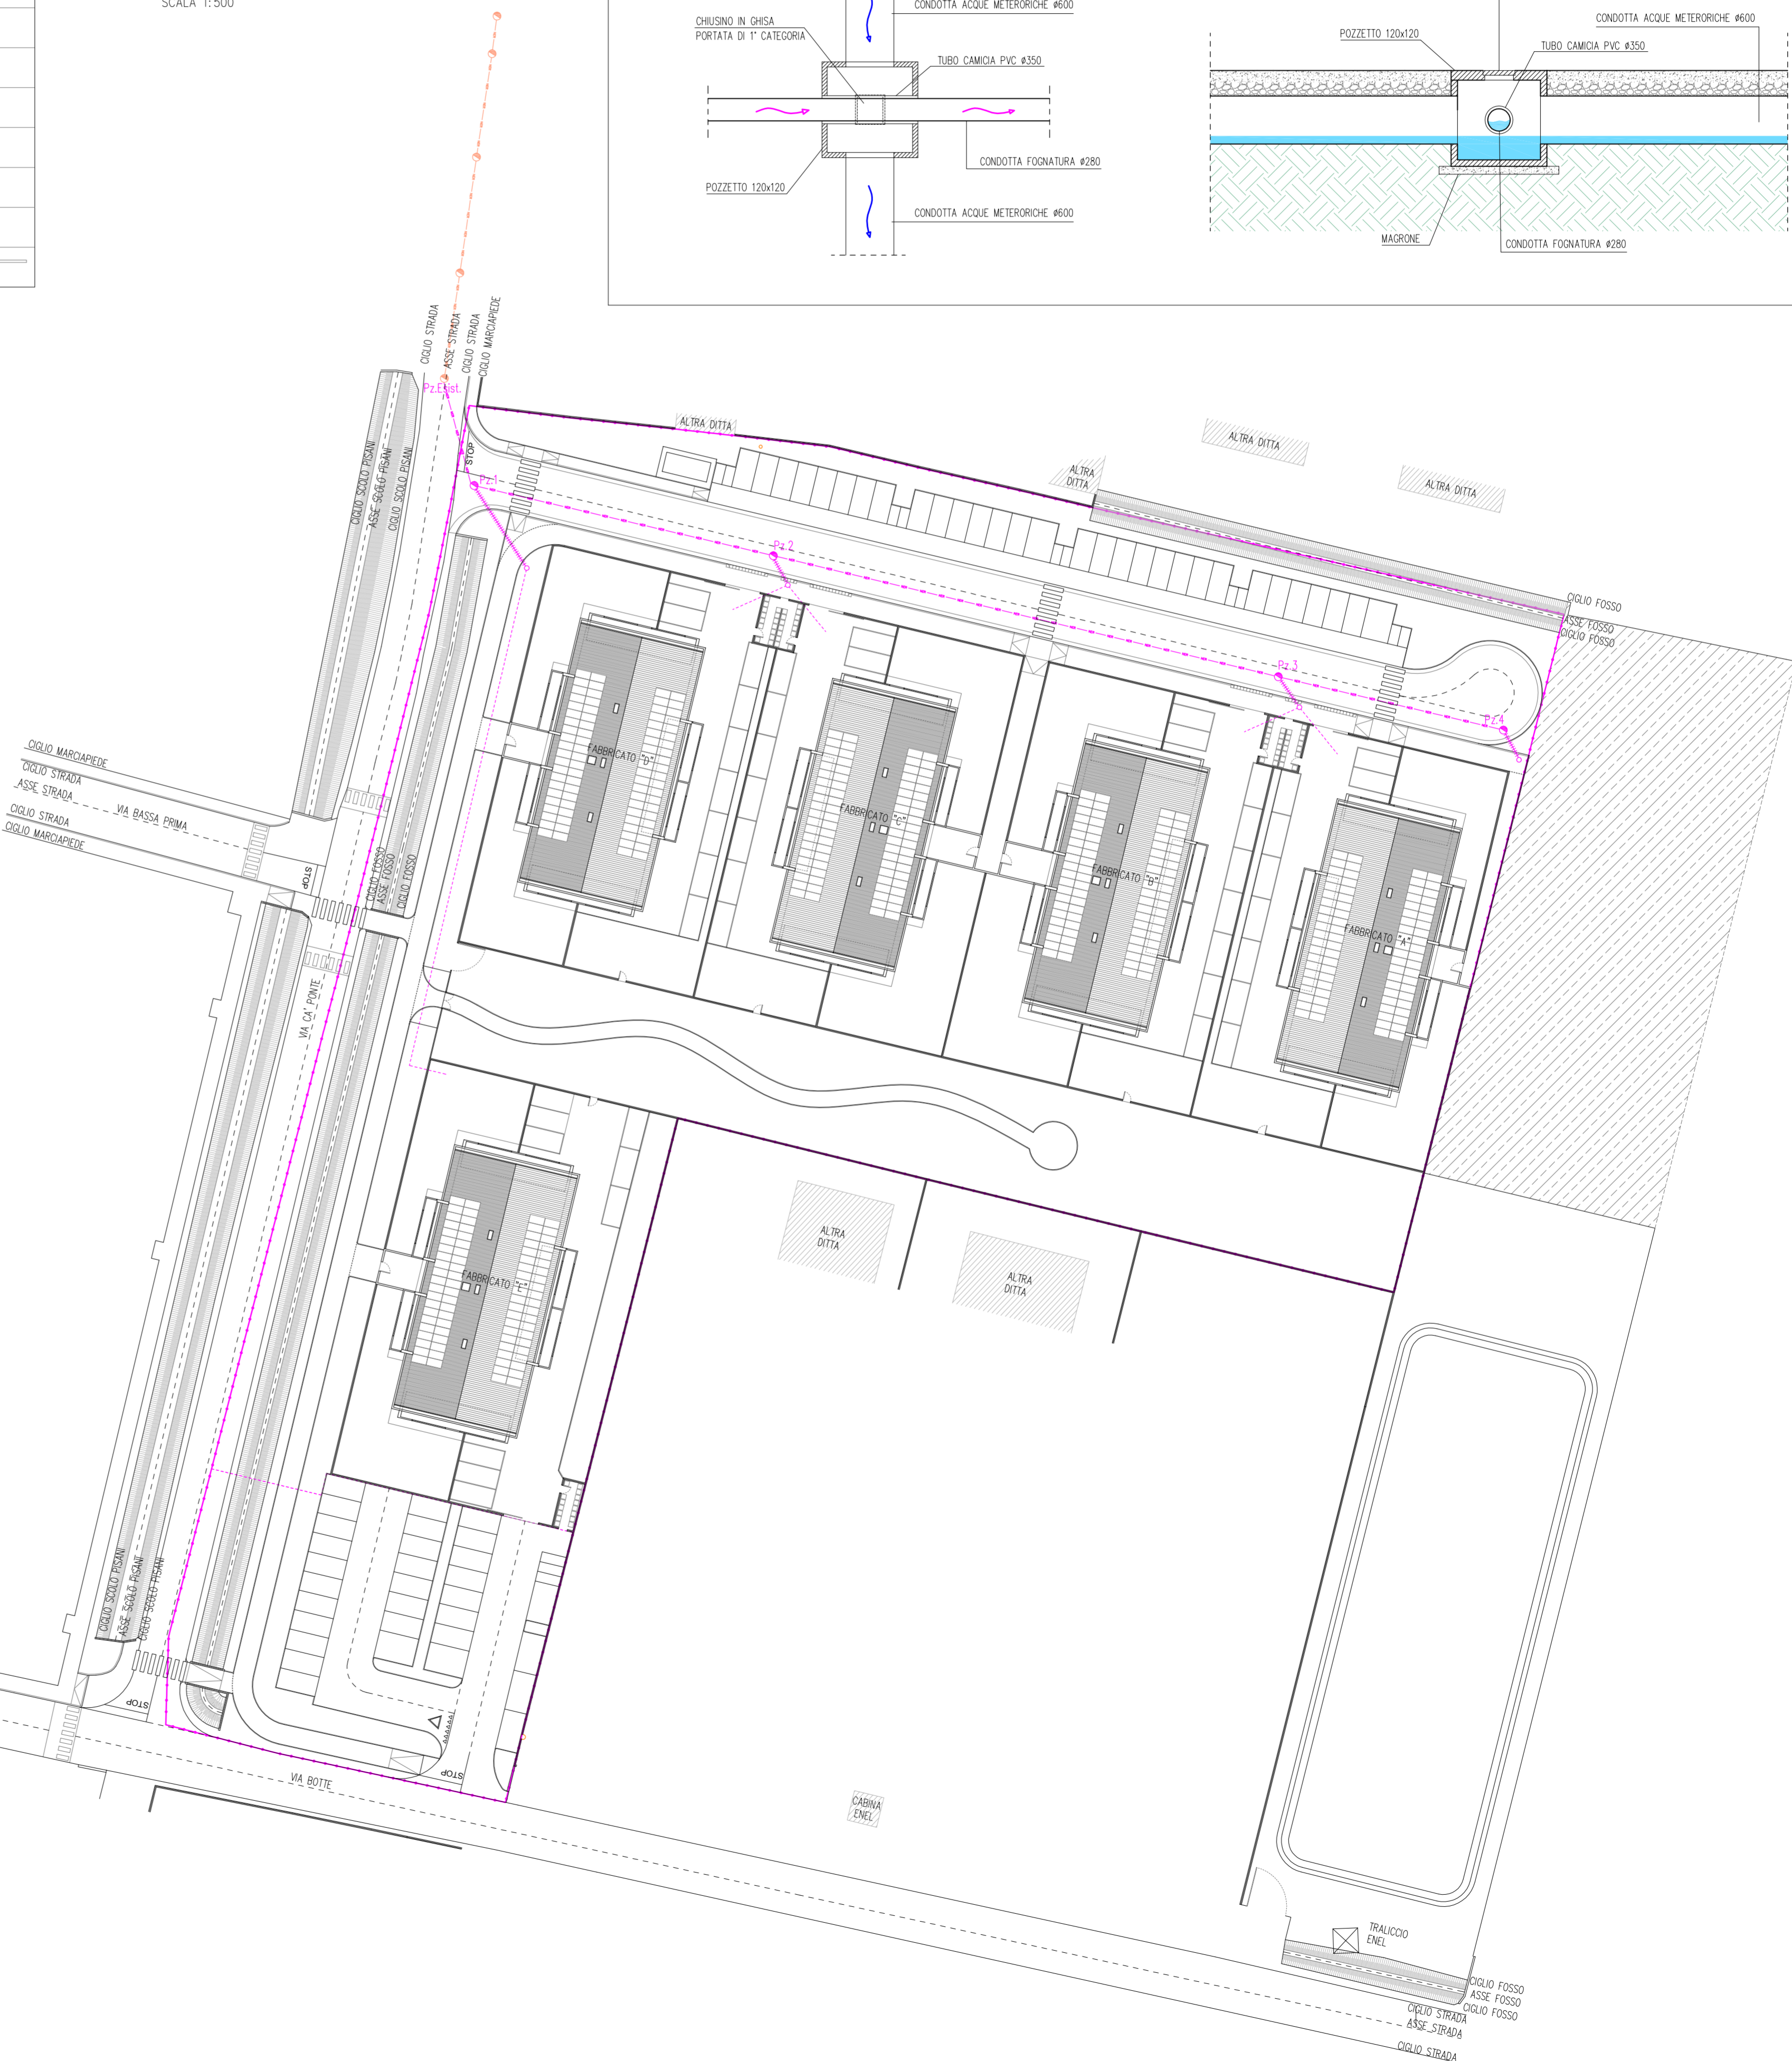 SCALA 1:500
CONDOTTA ACQUE METERORICHE Ø600
CHIUSINO IN GHISA
PORTATA DI 1° CATEGORIA
TUBO CAMICIA PVC Ø350
CONDOTTA FOGNATURA Ø280
POZZETTO 120x120
CONDOTTA ACQUE METERORICHE Ø600
CONDOTTA ACQUE METERORICHE Ø600
POZZETTO 120x120
TUBO CAMICIA PVC Ø350
MAGRONE
CONDOTTA FOGNATURA Ø280
CIGLIO STRADA
ASSE STRADA
CIGLIO STRADA
CIGLIO MARCIAPIEDE
Pz.Esist.
STOP
ALTRA DITTA
ALTRA DITTA
ALTRA
DITTA
ALTRA DITTA
CIGLIO SCOLO PISANI
ASSE SCOLO PISANI
CIGLIO SCOLO PISANI
Pz.1
Pz.2
Pz.3
Pz.4
CIGLIO FOSSO
ASSE FOSSO
CIGLIO FOSSO
FABBRICATO "D"
FABBRICATO "C"
FABBRICATO "B"
FABBRICATO "A"
CIGLIO MARCIAPIEDE
CIGLIO STRADA
ASSE STRADA
VIA BASSA PRIMA
CIGLIO STRADA
CIGLIO MARCIAPIEDE
STOP
CIGLIO FOSSO
ASSE FOSSO
CIGLIO FOSSO
VIA CA' PONTE
ALTRA
DITTA
ALTRA
DITTA
FABBRICATO "E"
CIGLIO SCOLO PISANI
ASSE SCOLO PISANI
CIGLIO SCOLO PISANI
STOP
STOP
VIA BOTTE
CABINA
ENEL
TRALICCIO
ENEL
CIGLIO FOSSO
ASSE FOSSO
CIGLIO FOSSO
CIGLIO STRADA
ASSE STRADA
CIGLIO STRADA